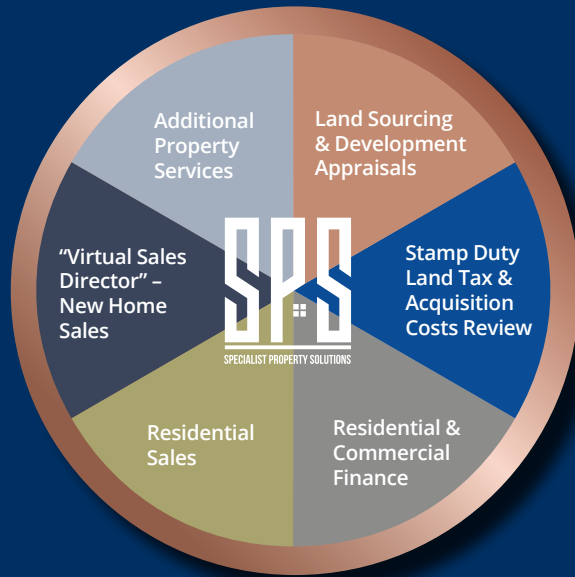 Additional
Property
Services
Land Sourcing
& Development
Appraisals
“Virtual Sales
Director” –
New Home
Sales
Stamp Duty
Land Tax &
Acquisition
Costs Review
SPS
SPECIALIST PROPERTY SOLUTIONS
Residential
Sales
Residential &
Commercial
Finance